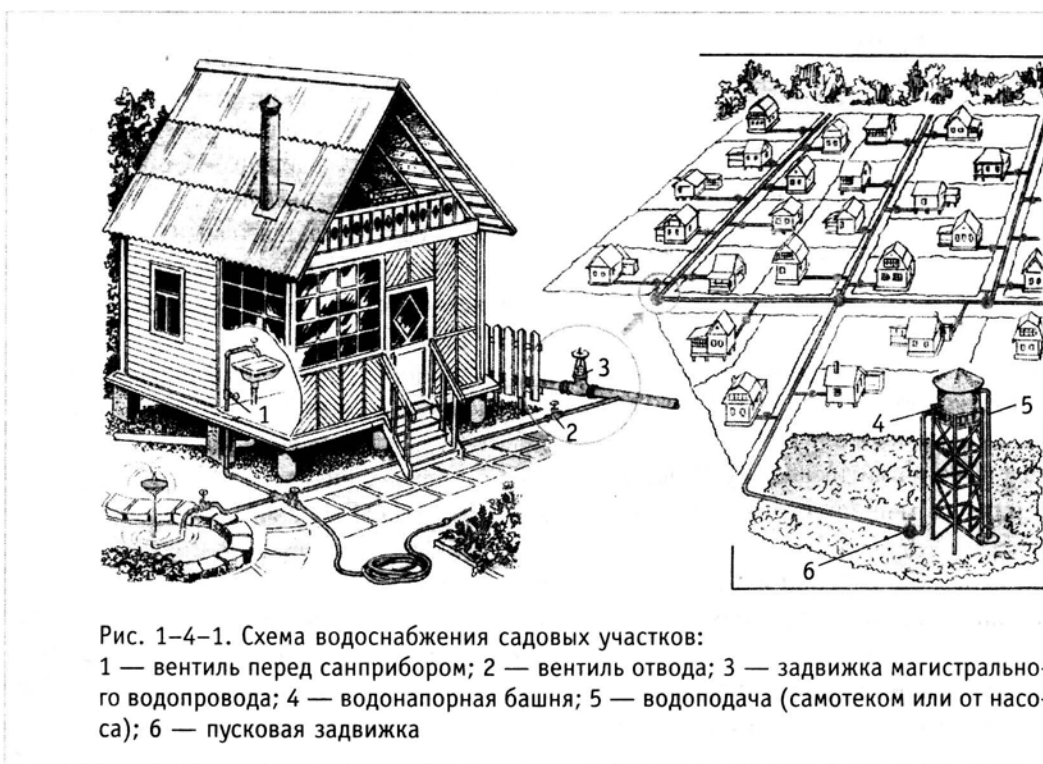 1
2
3
4
5
6
Рис. 1–4–1. Схема водоснабжения садовых участков:
1 — вентиль перед санприбором; 2 — вентиль отвода; 3 — задвижка магистрально-
го водопровода; 4 — водонапорная башня; 5 — водоподача (самотеком или от насо-
са); 6 — пусковая задвижка